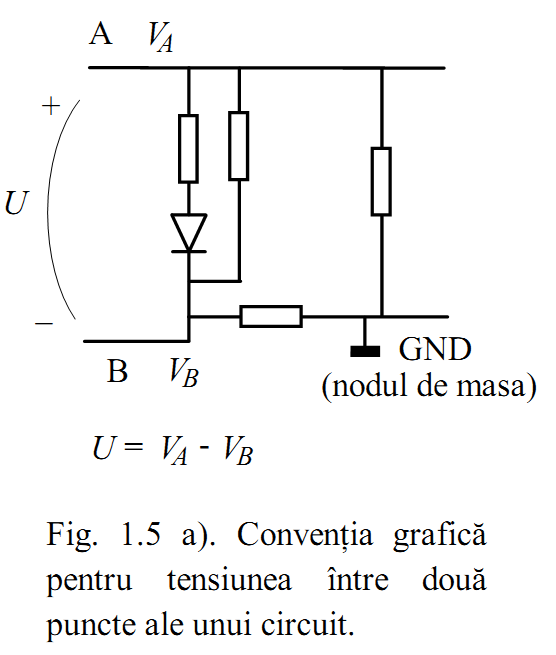 A V_A
+
U
–
GND
B V_B
(nodul de masa)
U = V_A - V_B
Fig. 1.5 a). Convenția grafică
pentru tensiunea între două
puncte ale unui circuit.